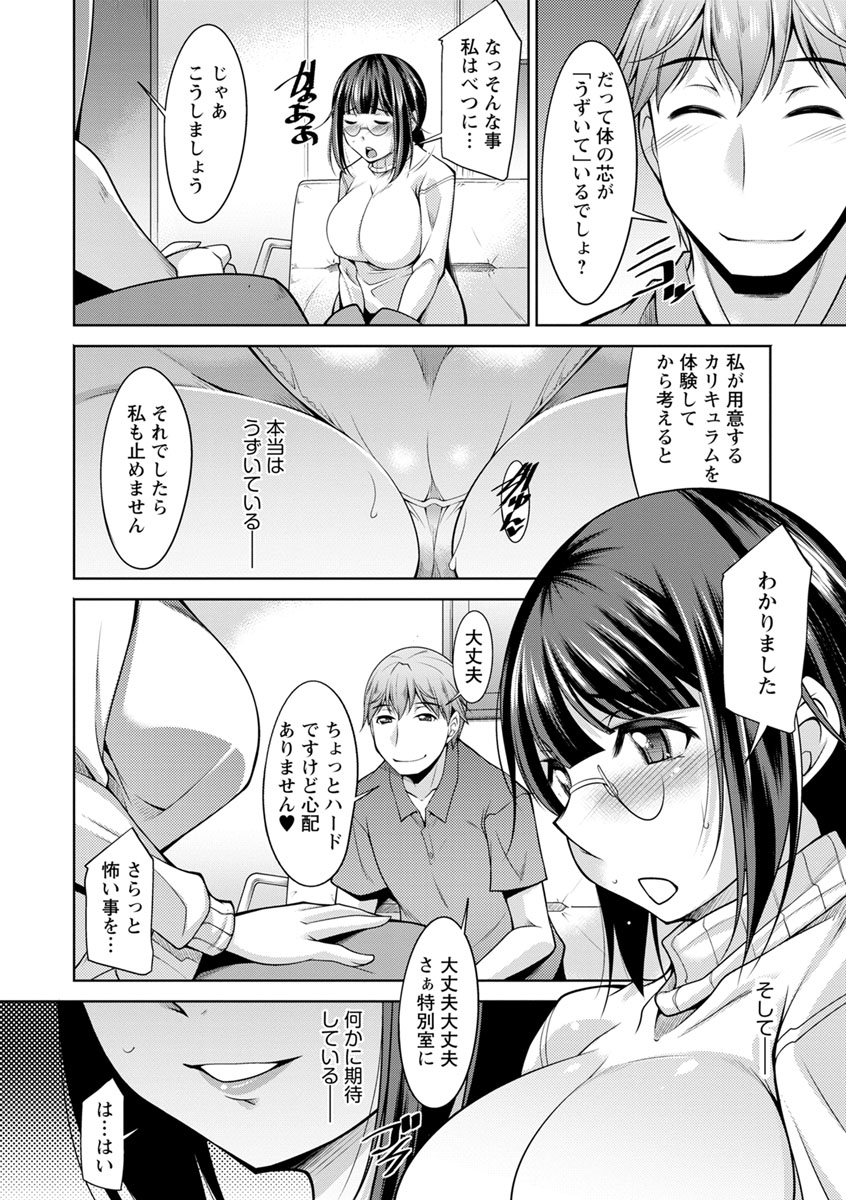 だって体の芯が
「うずいて」いるでしょ？
なっそんな事
私はべつに…
じゃあ
こうしましょう
私が用意する
カリキュラムを
体験して
から考えると
本当は
うずいている――
それでしたら
私も止めません
わかりました
大丈夫
ちょっとハード
ですけど心配
ありません♥
さらっと
怖い事を…
そして――
大丈夫大丈夫
さぁ特別室に
何かに期待
している――
は…はい